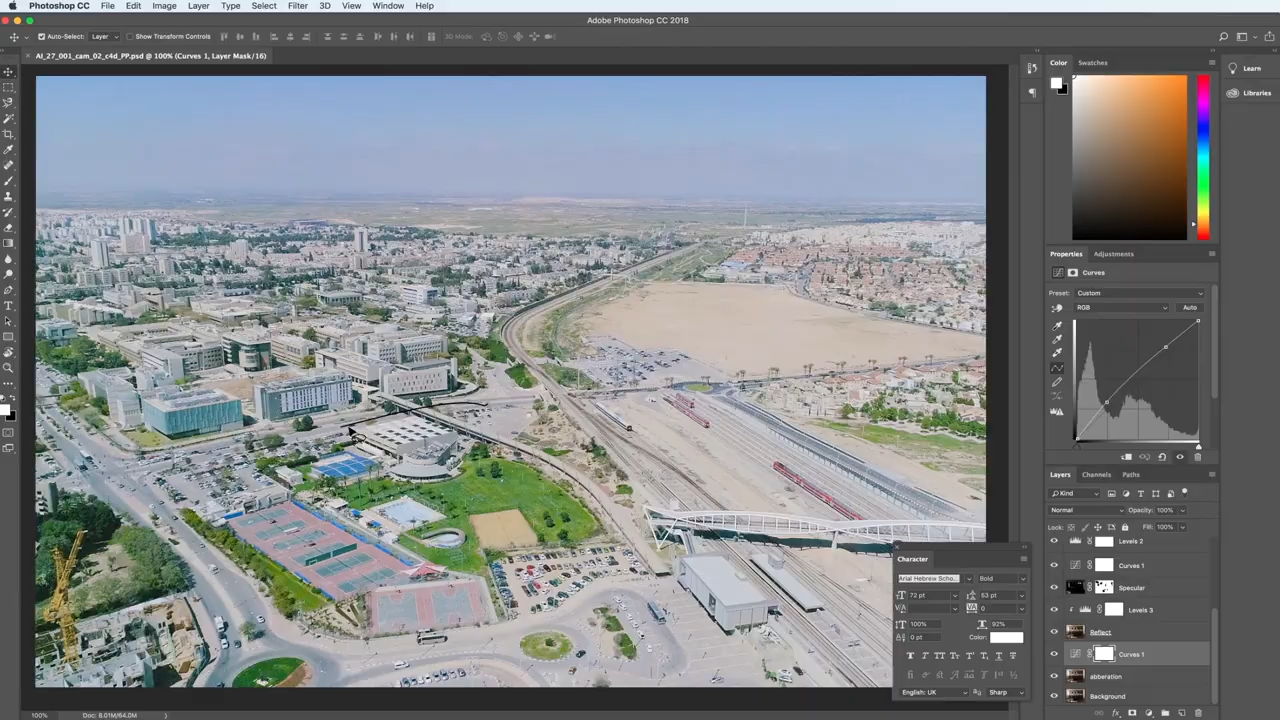 Photoshop CC File Edit Image Layer Type Select Filter 3D View Window Help
Adobe Photoshop CC 2018
Auto-Select: Layer Show Transform Controls 3D Mode:
AI_27_001_cam_02_c4d_PP.psd @ 100% (Curves 1, Layer Mask/16)
Color Swatches
Learn
Libraries
Properties Adjustments
Curves
Preset: Custom
RGB Auto
Layers Channels Paths
Kind
Normal Opacity: 100%
Lock: Fill: 100%
Levels 2
Curves 1
Specular
Levels 3
Reflect
Curves 1
abberation
Background
Character
Arial Hebrew Scho... Bold
72 pt 53 pt
0
100% 92%
0 pt Color:
English: UK Sharp
100% Doc: 8.01M/64.0M